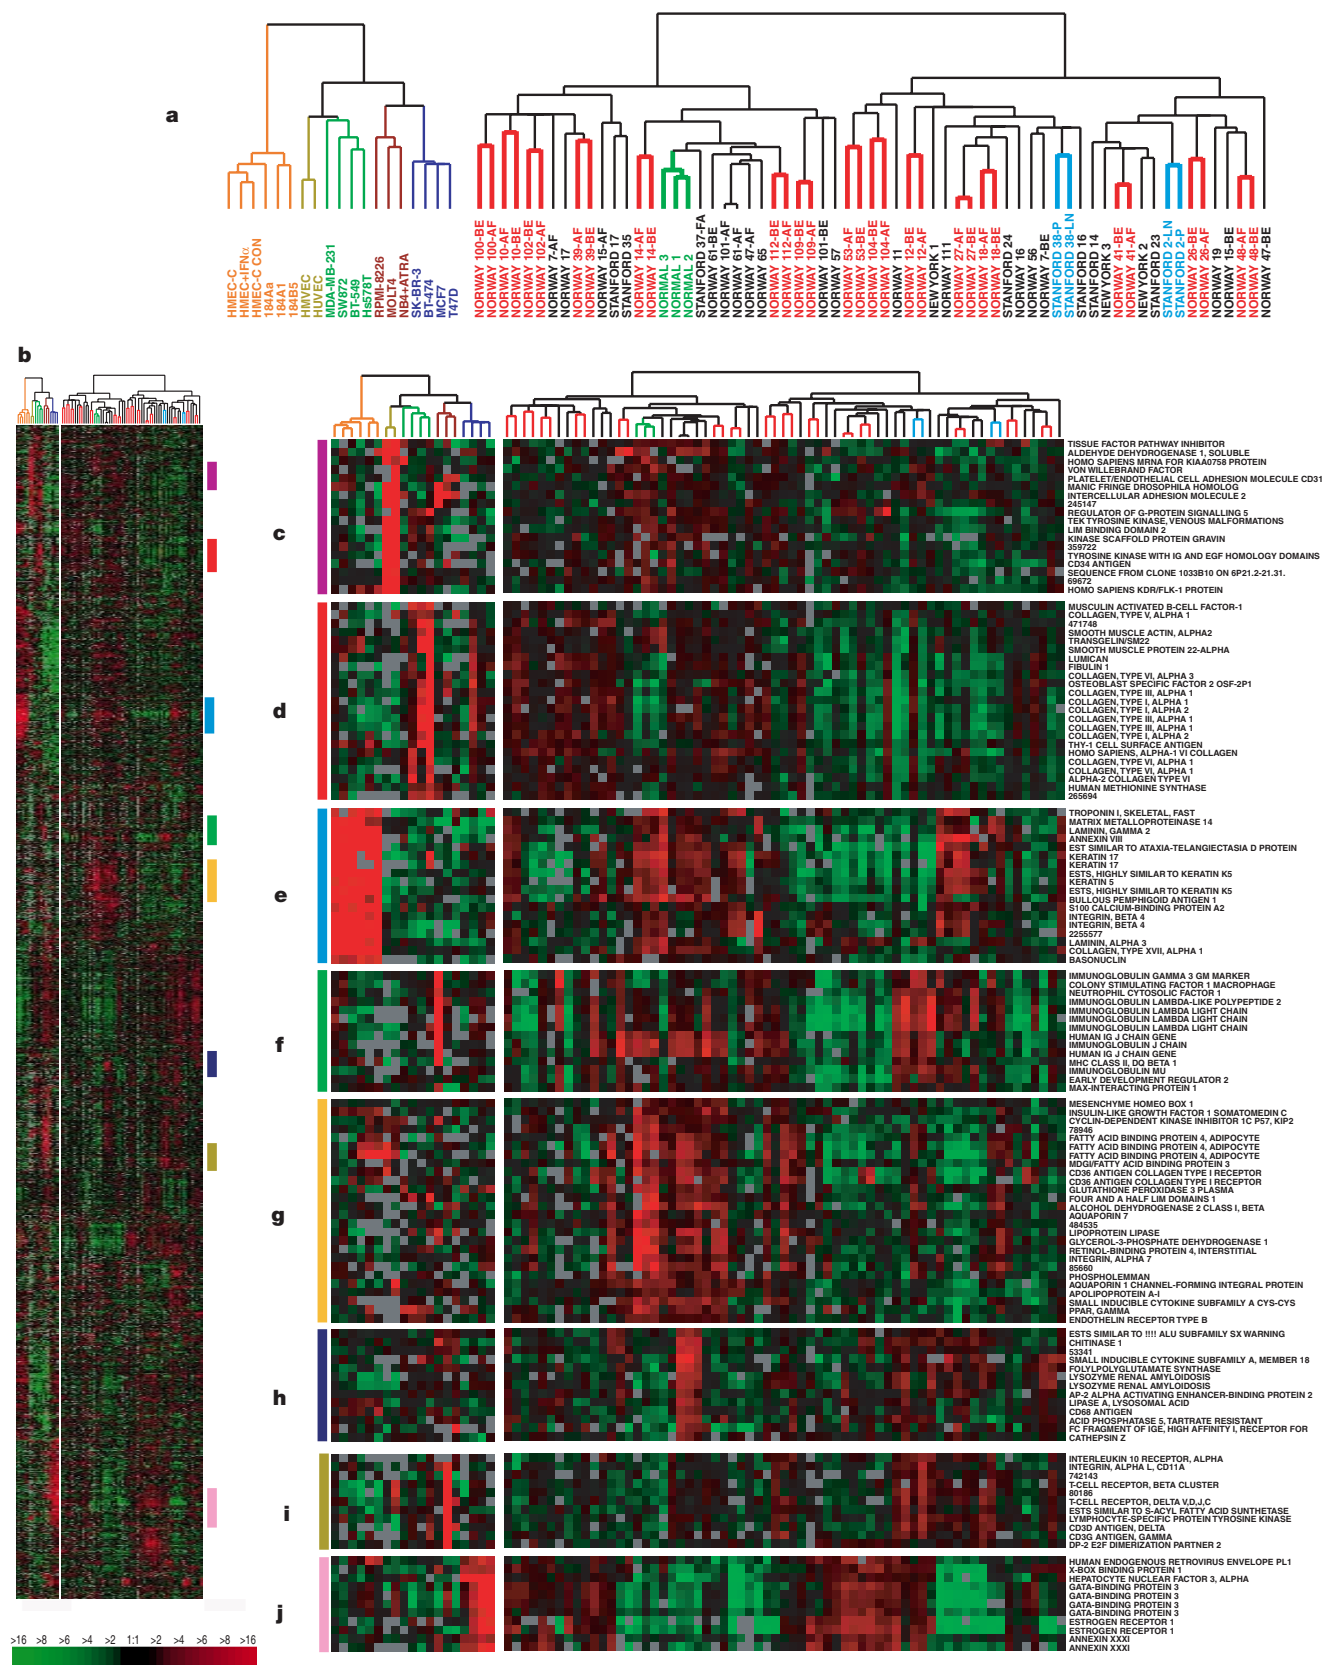 a
HMEC-C
HMEC+IFNα
HMEC-C CON
184Aa
184A1
184B5
HMVEC
HUVEC
MDA-MB-231
SW872
BT-549
Hs578T
RPMI-8226
MOLT4
NB4+ATRA
SK-BR-3
BT-474
MCF7
T47D
NORWAY 100-BE
NORWAY 100-AF
NORWAY 10-AF
NORWAY 10-BE
NORWAY 102-BE
NORWAY 102-AF
NORWAY 7-AF
NORWAY 17
NORWAY 39-AF
NORWAY 39-BE
NORWAY 15-AF
STANFORD 17
STANFORD 35
NORWAY 14-AF
NORWAY 14-BE
NORMAL 3
NORMAL 1
NORMAL 2
STANFORD 37-FA
NORWAY 61-BE
NORWAY 101-AF
NORWAY 61-AF
NORWAY 47-AF
NORWAY 65
NORWAY 112-BE
NORWAY 112-AF
NORWAY 109-BE
NORWAY 109-AF
NORWAY 101-BE
NORWAY 57
NORWAY 53-AF
NORWAY 53-BE
NORWAY 104-BE
NORWAY 104-AF
NORWAY 11
NORWAY 12-BE
NORWAY 12-AF
NEW YORK 1
NORWAY 111
NORWAY 27-AF
NORWAY 27-BE
NORWAY 18-AF
NORWAY 18-BE
STANFORD 24
NORWAY 16
NORWAY 56
NORWAY 7-BE
STANFORD 38-P
STANFORD 38-LN
STANFORD 16
STANFORD 14
NEW YORK 3
NORWAY 41-BE
NORWAY 41-AF
NEW YORK 2
STANFORD 23
STANFORD 2-LN
STANFORD 2-P
NORWAY 26-BE
NORWAY 26-AF
NORWAY 19
NORWAY 15-BE
NORWAY 48-AF
NORWAY 48-BE
NORWAY 47-BE
b
c
TISSUE FACTOR PATHWAY INHIBITOR
ALDEHYDE DEHYDROGENASE 1, SOLUBLE
HOMO SAPIENS MRNA FOR KIAA0758 PROTEIN
VON WILLEBRAND FACTOR
PLATELET/ENDOTHELIAL CELL ADHESION MOLECULE CD31
MANIC FRINGE DROSOPHILA HOMOLOG
INTERCELLULAR ADHESION MOLECULE 2
245147
REGULATOR OF G-PROTEIN SIGNALLING 5
TEK TYROSINE KINASE, VENOUS MALFORMATIONS
LIM BINDING DOMAIN 2
KINASE SCAFFOLD PROTEIN GRAVIN
359722
TYROSINE KINASE WITH IG AND EGF HOMOLOGY DOMAINS
CD34 ANTIGEN
SEQUENCE FROM CLONE 1033B10 ON 6P21.2-21.31.
69672
HOMO SAPIENS KDR/FLK-1 PROTEIN
d
MUSCULIN ACTIVATED B-CELL FACTOR-1
COLLAGEN, TYPE V, ALPHA 1
471748
SMOOTH MUSCLE ACTIN, ALPHA2
TRANSGELIN/SM22
SMOOTH MUSCLE PROTEIN 22-ALPHA
LUMICAN
FIBULIN 1
COLLAGEN, TYPE VI, ALPHA 3
OSTEOBLAST SPECIFIC FACTOR 2 OSF-2P1
COLLAGEN, TYPE III, ALPHA 1
COLLAGEN, TYPE I, ALPHA 1
COLLAGEN, TYPE I, ALPHA 2
COLLAGEN, TYPE III, ALPHA 1
COLLAGEN, TYPE III, ALPHA 1
COLLAGEN, TYPE I, ALPHA 2
THY-1 CELL SURFACE ANTIGEN
HOMO SAPIENS, ALPHA-1 VI COLLAGEN
COLLAGEN, TYPE VI, ALPHA 1
COLLAGEN, TYPE VI, ALPHA 1
ALPHA-2 COLLAGEN TYPE VI
HUMAN METHIONINE SYNTHASE
265694
e
TROPONIN I, SKELETAL, FAST
MATRIX METALLOPROTEINASE 14
LAMININ, GAMMA 2
ANNEXIN VIII
EST SIMILAR TO ATAXIA-TELANGIECTASIA D PROTEIN
KERATIN 17
KERATIN 17
ESTS, HIGHLY SIMILAR TO KERATIN K5
KERATIN 5
ESTS, HIGHLY SIMILAR TO KERATIN K5
BULLOUS PEMPHIGOID ANTIGEN 1
S100 CALCIUM-BINDING PROTEIN A2
INTEGRIN, BETA 4
INTEGRIN, BETA 4
2255577
LAMININ, ALPHA 3
COLLAGEN, TYPE XVII, ALPHA 1
BASONUCLIN
f
IMMUNOGLOBULIN GAMMA 3 GM MARKER
COLONY STIMULATING FACTOR 1 MACROPHAGE
NEUTROPHIL CYTOSOLIC FACTOR 1
IMMUNOGLOBULIN LAMBDA-LIKE POLYPEPTIDE 2
IMMUNOGLOBULIN LAMBDA LIGHT CHAIN
IMMUNOGLOBULIN LAMBDA LIGHT CHAIN
IMMUNOGLOBULIN LAMBDA LIGHT CHAIN
HUMAN IG J CHAIN GENE
IMMUNOGLOBULIN J CHAIN
HUMAN IG J CHAIN GENE
MHC CLASS II, DQ BETA 1
IMMUNOGLOBULIN MU
EARLY DEVELOPMENT REGULATOR 2
MAX-INTERACTING PROTEIN 1
g
MESENCHYME HOMEO BOX 1
INSULIN-LIKE GROWTH FACTOR 1 SOMATOMEDIN C
CYCLIN-DEPENDENT KINASE INHIBITOR 1C P57, KIP2
78946
FATTY ACID BINDING PROTEIN 4, ADIPOCYTE
FATTY ACID BINDING PROTEIN 4, ADIPOCYTE
FATTY ACID BINDING PROTEIN 4, ADIPOCYTE
MDGI/FATTY ACID BINDING PROTEIN 3
CD36 ANTIGEN COLLAGEN TYPE I RECEPTOR
CD36 ANTIGEN COLLAGEN TYPE I RECEPTOR
GLUTATHIONE PEROXIDASE 3 PLASMA
FOUR AND A HALF LIM DOMAINS 1
ALCOHOL DEHYDROGENASE 2 CLASS I, BETA
AQUAPORIN 7
484535
LIPOPROTEIN LIPASE
GLYCEROL-3-PHOSPHATE DEHYDROGENASE 1
RETINOL-BINDING PROTEIN 4, INTERSTITIAL
INTEGRIN, ALPHA 7
85660
PHOSPHOLEMMAN
AQUAPORIN 1 CHANNEL-FORMING INTEGRAL PROTEIN
APOLIPOPROTEIN A-I
SMALL INDUCIBLE CYTOKINE SUBFAMILY A CYS-CYS
PPAR, GAMMA
ENDOTHELIN RECEPTOR TYPE B
h
ESTS SIMILAR TO !!!! ALU SUBFAMILY SX WARNING
CHITINASE 1
53341
SMALL INDUCIBLE CYTOKINE SUBFAMILY A, MEMBER 18
FOLYLPOLYGLUTAMATE SYNTHASE
LYSOZYME RENAL AMYLOIDOSIS
LYSOZYME RENAL AMYLOIDOSIS
AP-2 ALPHA ACTIVATING ENHANCER-BINDING PROTEIN 2
LIPASE A, LYSOSOMAL ACID
CD68 ANTIGEN
ACID PHOSPHATASE 5, TARTRATE RESISTANT
FC FRAGMENT OF IGE, HIGH AFFINITY I, RECEPTOR FOR
CATHEPSIN Z
i
INTERLEUKIN 10 RECEPTOR, ALPHA
INTEGRIN, ALPHA L, CD11A
742143
T-CELL RECEPTOR, BETA CLUSTER
80186
T-CELL RECEPTOR, DELTA V,D,J,C
ESTS SIMILAR TO S-ACYL FATTY ACID SUNTHETASE
LYMPHOCYTE-SPECIFIC PROTEIN TYROSINE KINASE
CD3D ANTIGEN, DELTA
CD3G ANTIGEN, GAMMA
DP-2 E2F DIMERIZATION PARTNER 2
j
HUMAN ENDOGENOUS RETROVIRUS ENVELOPE PL1
X-BOX BINDING PROTEIN 1
HEPATOCYTE NUCLEAR FACTOR 3, ALPHA
GATA-BINDING PROTEIN 3
GATA-BINDING PROTEIN 3
GATA-BINDING PROTEIN 3
GATA-BINDING PROTEIN 3
ESTROGEN RECEPTOR 1
ESTROGEN RECEPTOR 1
ANNEXIN XXXI
ANNEXIN XXXI
>16 >8 >6 >4 >2 1:1 >2 >4 >6 >8 >16